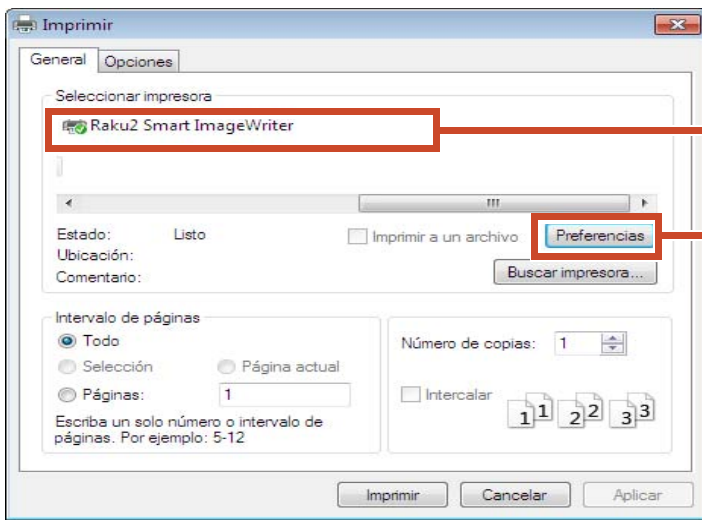 Imprimir
General Opciones
Seleccionar impresora
Raku2 Smart ImageWriter
Estado: Listo
Imprimir a un archivo
Preferencias
Ubicación:
Comentario:
Buscar impresora...
Intervalo de páginas
Todo
Selección Página actual
Páginas: 1
Escriba un solo número o intervalo de
páginas. Por ejemplo: 5-12
Número de copias: 1
Intercalar
1 1 2 2 3 3
Imprimir Cancelar Aplicar